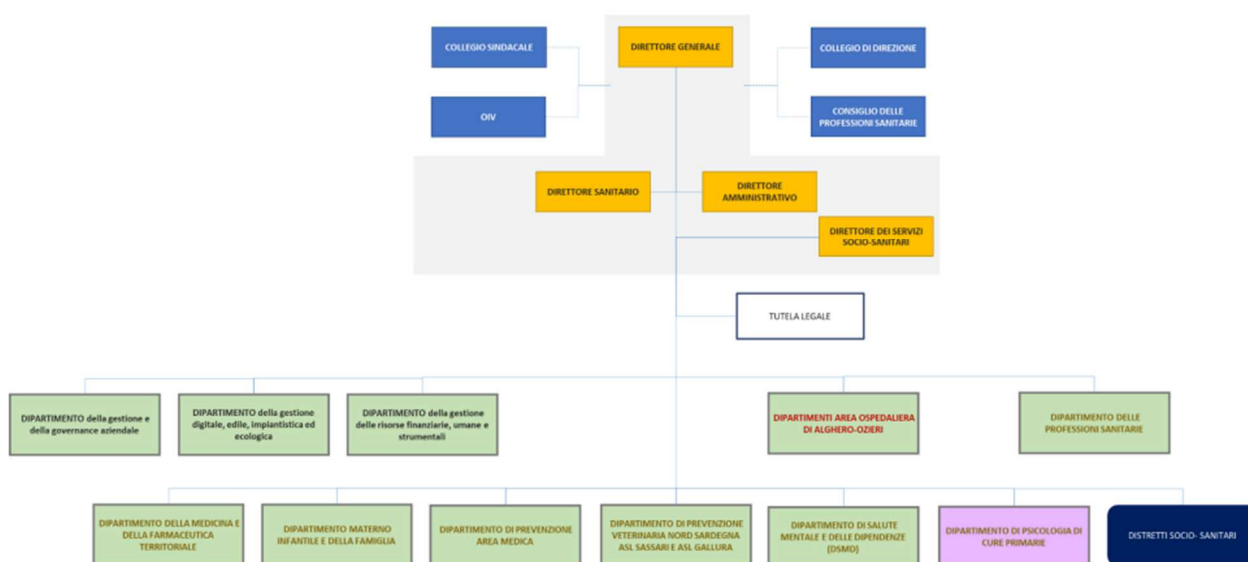 COLLEGIO SINDACALE
DIRETTORE GENERALE
COLLEGIO DI DIREZIONE
OIV
CONSIGLIO DELLE
PROFESSIONI SANITARIE
DIRETTORE SANITARIO
DIRETTORE
AMMINISTRATIVO
DIRETTORE DEI SERVIZI
SOCIO-SANITARI
TUTELA LEGALE
DIPARTIMENTO della gestione e
della governance aziendale
DIPARTIMENTO della gestione
digitale, edile, impiantistica ed
ecologica
DIPARTIMENTO della gestione
delle risorse finanziarie, umane e
strumentali
DIPARTIMENTI AREA OSPEDALIERA
DI ALGHERO-OZIERI
DIPARTIMENTO DELLE
PROFESSIONI SANITARIE
DIPARTIMENTO DELLA MEDICINA E
DELLA FARMACEUTICA
TERRITORIALE
DIPARTIMENTO MATERNO
INFANTILE E DELLA FAMIGLIA
DIPARTIMENTO DI PREVENZIONE
AREA MEDICA
DIPARTIMENTO DI PREVENZIONE
VETERINARIA NORD SARDEGNA
ASL SASSARI E ASL GALLURA
DIPARTIMENTO DI SALUTE
MENTALE E DELLE DIPENDENZE
(DSMD)
DIPARTIMENTO DI PSICOLOGIA DI
CURE PRIMARIE
DISTRETTI SOCIO- SANITARI